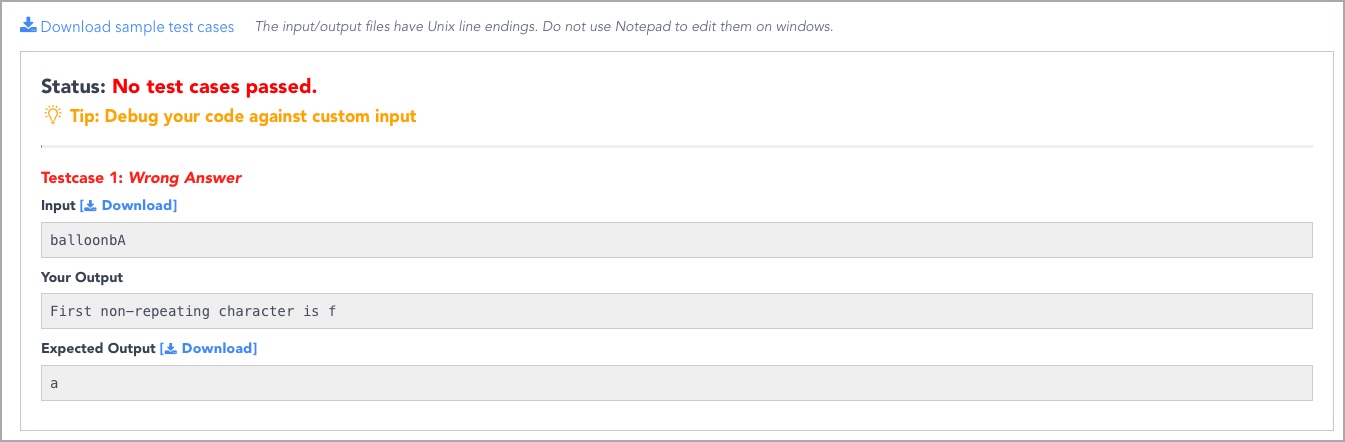 Download sample test cases The input/output files have Unix line endings. Do not use Notepad to edit them on windows.
Status: No test cases passed.
Tip: Debug your code against custom input
Testcase 1: Wrong Answer
Input [Download]
balloonbA
Your Output
First non-repeating character is f
Expected Output [Download]
a